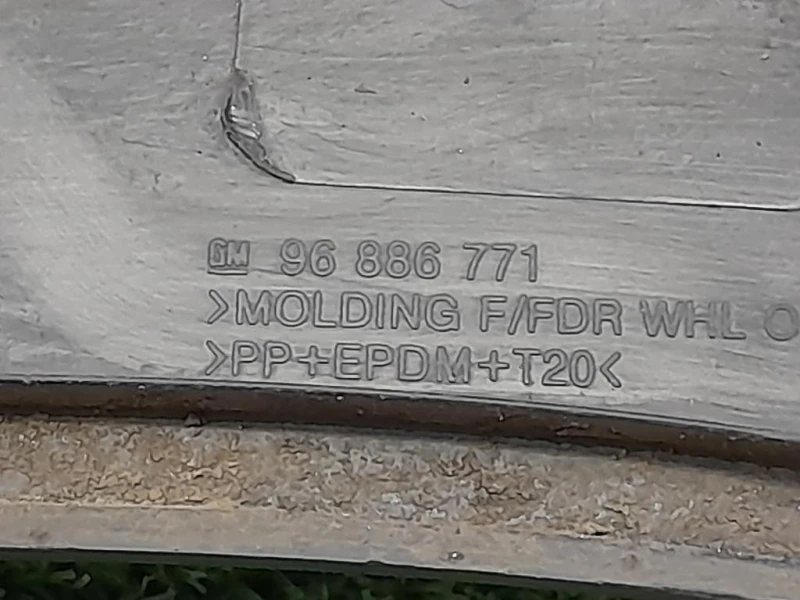 GM 96 886 771
>MOLDING F/FDR WHL O
>PP+EPDM+T20<